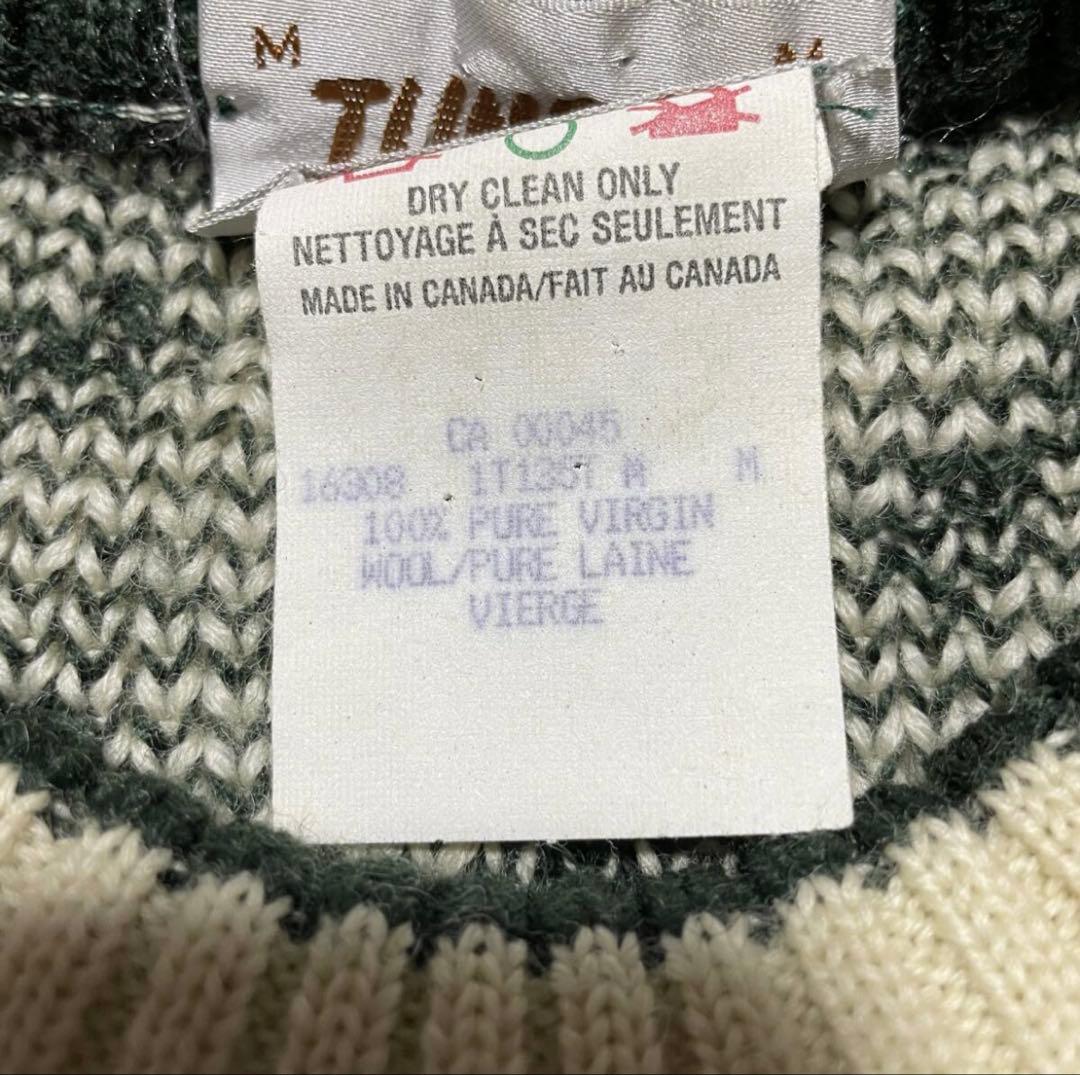 M
DRY CLEAN ONLY
NETTOYAGE À SEC SEULEMENT
MADE IN CANADA/FAIT AU CANADA
CA 00045
16308 1T135T A M
100% PURE VIRGIN
WOOL/PURE LAINE
VIERGE